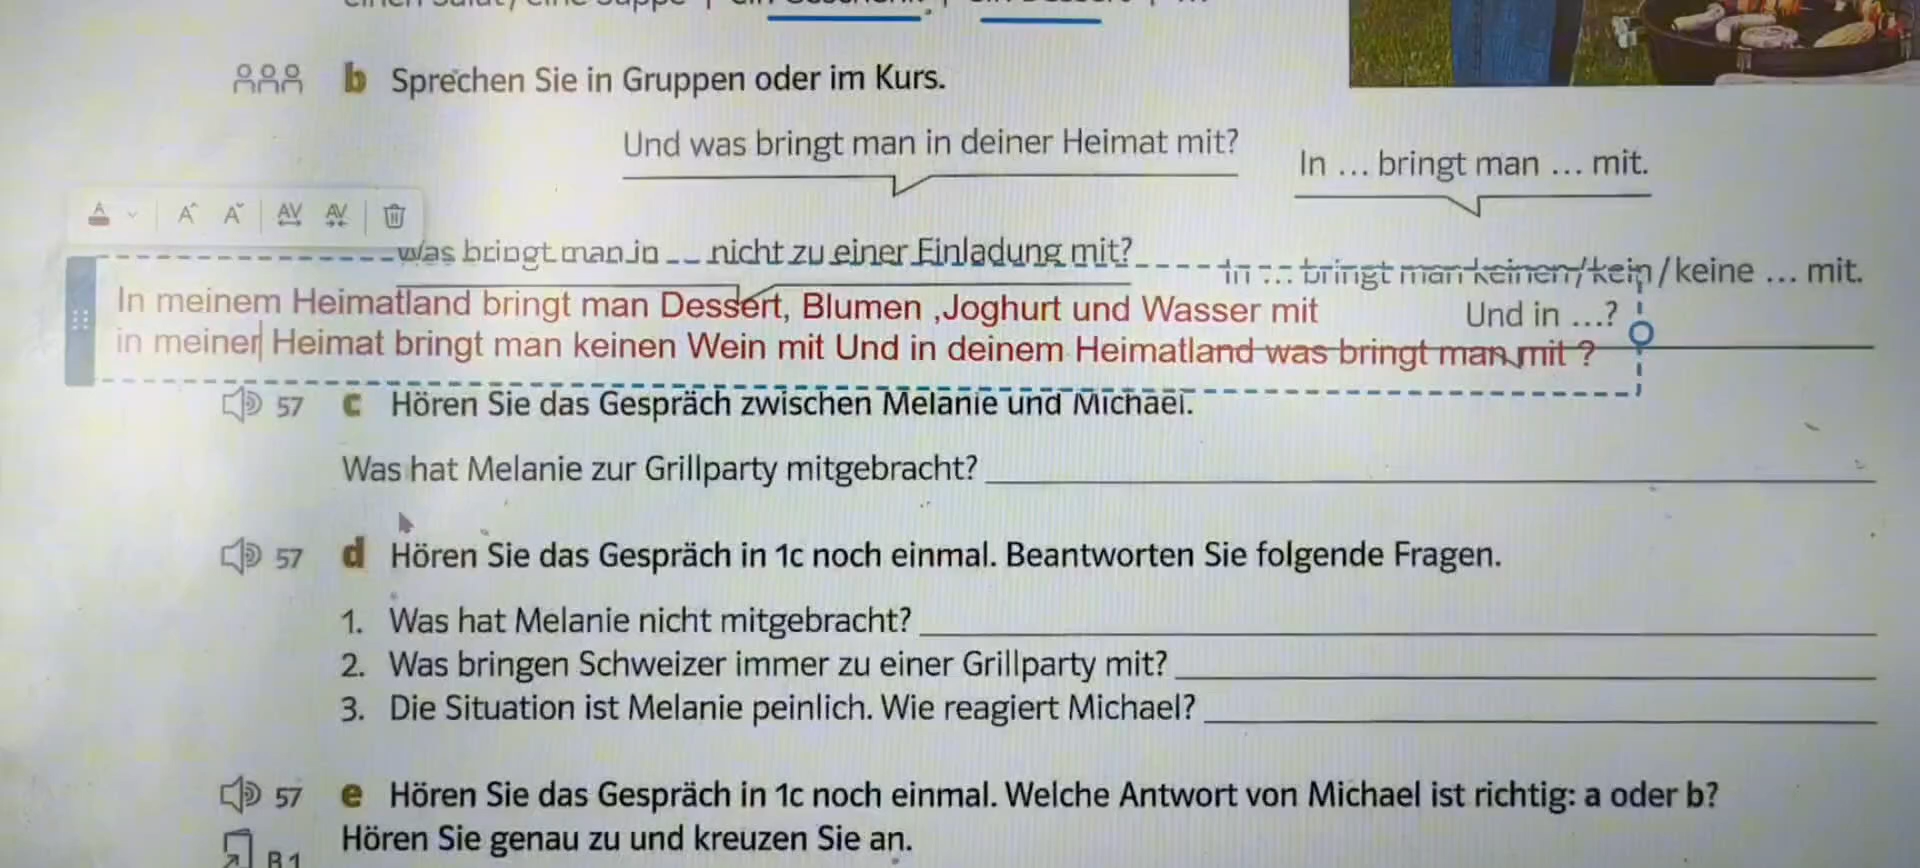 b Sprechen Sie in Gruppen oder im Kurs.
Und was bringt man in deiner Heimat mit?
In ... bringt man ... mit.
Was bringt man in ... nicht zu einer Einladung mit?
In ... bringt man keinen/kein/keine ... mit.
Und in ...?
In meinem Heimatland bringt man Dessert, Blumen ,Joghurt und Wasser mit
in meiner Heimat bringt man keinen Wein mit Und in deinem Heimatland was bringt man mit ?
57 c Hören Sie das Gespräch zwischen Melanie und Michael.
Was hat Melanie zur Grillparty mitgebracht?
57 d Hören Sie das Gespräch in 1c noch einmal. Beantworten Sie folgende Fragen.
1. Was hat Melanie nicht mitgebracht?
2. Was bringen Schweizer immer zu einer Grillparty mit?
3. Die Situation ist Melanie peinlich. Wie reagiert Michael?
57 e Hören Sie das Gespräch in 1c noch einmal. Welche Antwort von Michael ist richtig: a oder b?
Hören Sie genau zu und kreuzen Sie an.
B1